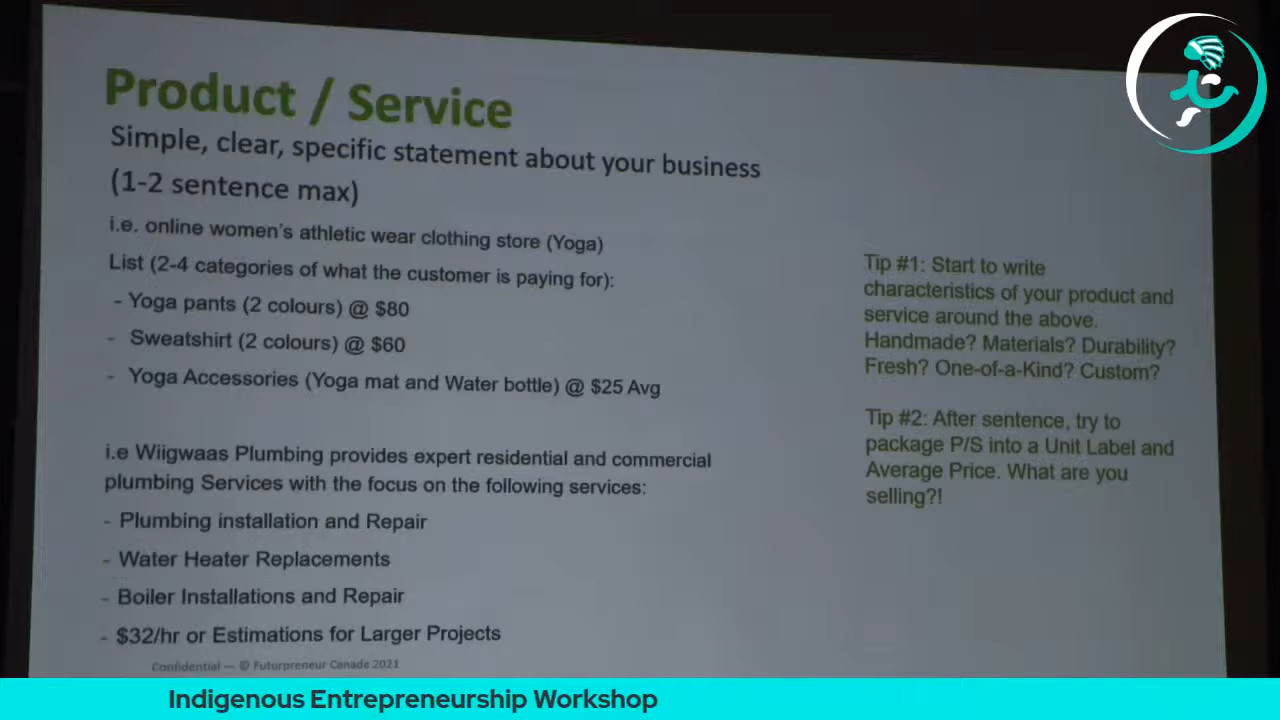 Product / Service
Simple, clear, specific statement about your business
(1-2 sentence max)
i.e. online women's athletic wear clothing store (Yoga)
List (2-4 categories of what the customer is paying for):
- Yoga pants (2 colours) @ $80
- Sweatshirt (2 colours) @ $60
- Yoga Accessories (Yoga mat and Water bottle) @ $25 Avg
i.e Wiigwaas Plumbing provides expert residential and commercial
plumbing Services with the focus on the following services:
- Plumbing installation and Repair
- Water Heater Replacements
- Boiler Installations and Repair
- $32/hr or Estimations for Larger Projects
Confidential — © Futurpreneur Canada 2021
Tip #1: Start to write
characteristics of your product and
service around the above.
Handmade? Materials? Durability?
Fresh? One-of-a-Kind? Custom?
Tip #2: After sentence, try to
package P/S into a Unit Label and
Average Price. What are you
selling?!
Indigenous Entrepreneurship Workshop